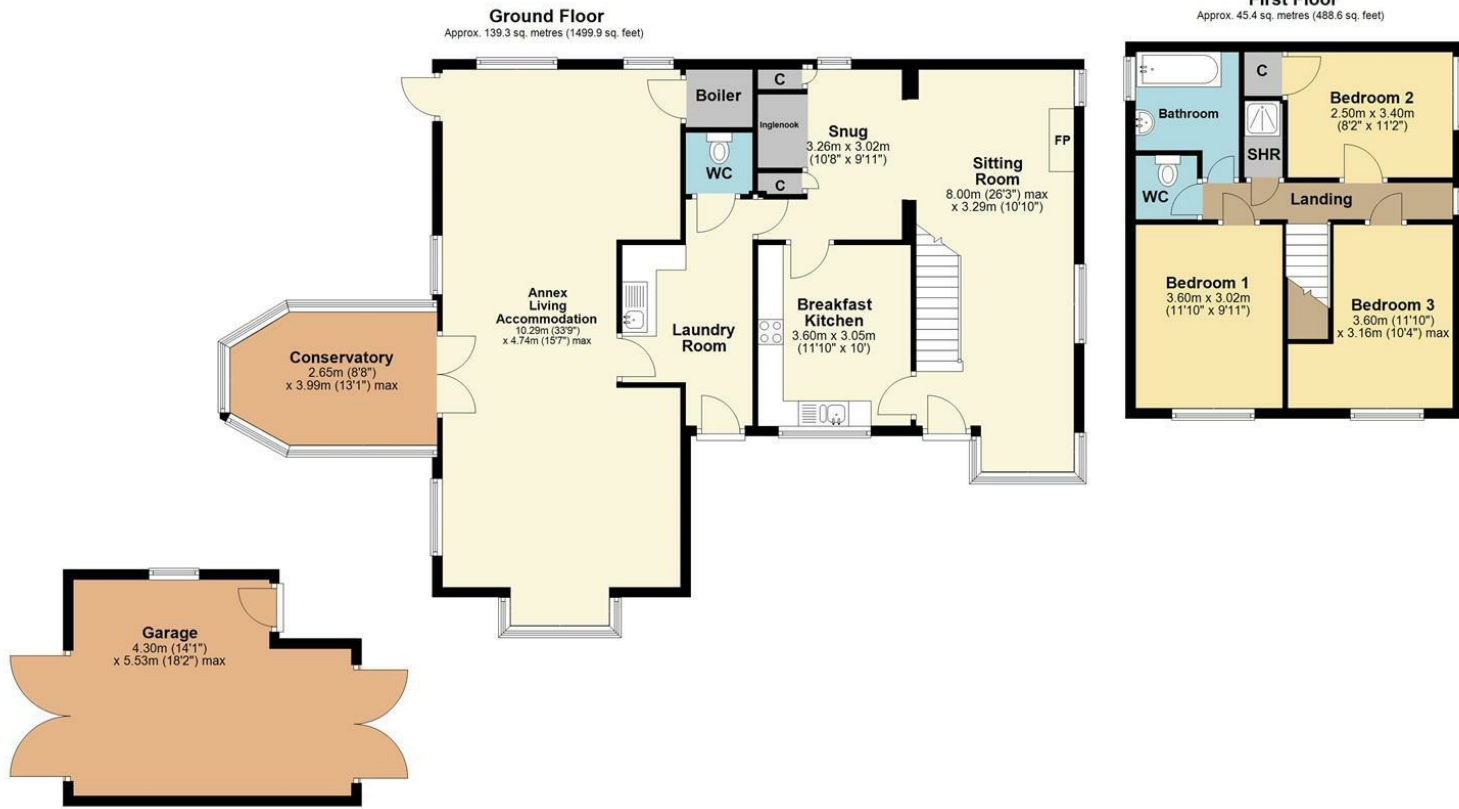 Ground Floor
Approx. 139.3 sq. metres (1499.9 sq. feet)
Boiler
WC
C
Inglenook
C
Snug
3.26m x 3.02m
(10'8" x 9'11")
Sitting
Room
8.00m (26'3") max
x 3.29m (10'10")
FP
Annex
Living
Accommodation
10.29m (33'9")
x 4.74m (15'7") max
Laundry
Room
Breakfast
Kitchen
3.60m x 3.05m
(11'10" x 10')
Conservatory
2.65m (8'8")
x 3.99m (13'1") max
Garage
4.30m (14'1")
x 5.53m (18'2") max
First Floor
Approx. 45.4 sq. metres (488.6 sq. feet)
Bathroom
C
Bedroom 2
2.50m x 3.40m
(8'2" x 11'2")
SHR
WC
Landing
Bedroom 1
3.60m x 3.02m
(11'10" x 9'11")
Bedroom 3
3.60m (11'10")
x 3.16m (10'4") max